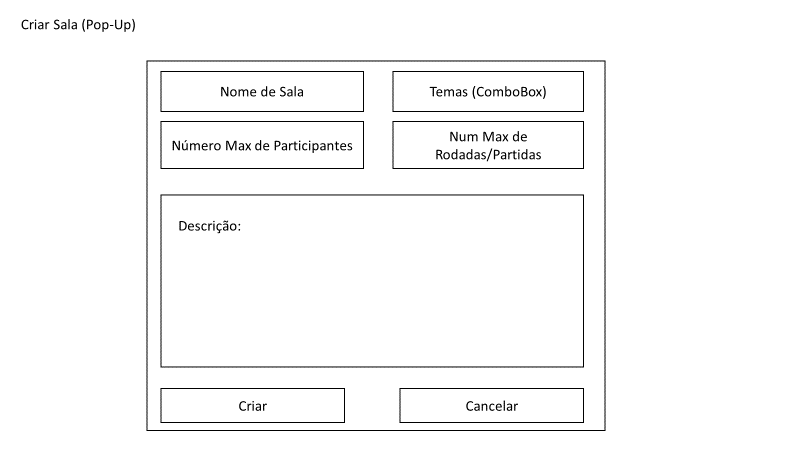 Criar Sala (Pop-Up)
Nome de Sala
Temas (ComboBox)
Número Max de Participantes
Num Max de
Rodadas/Partidas
Descrição:
Criar
Cancelar